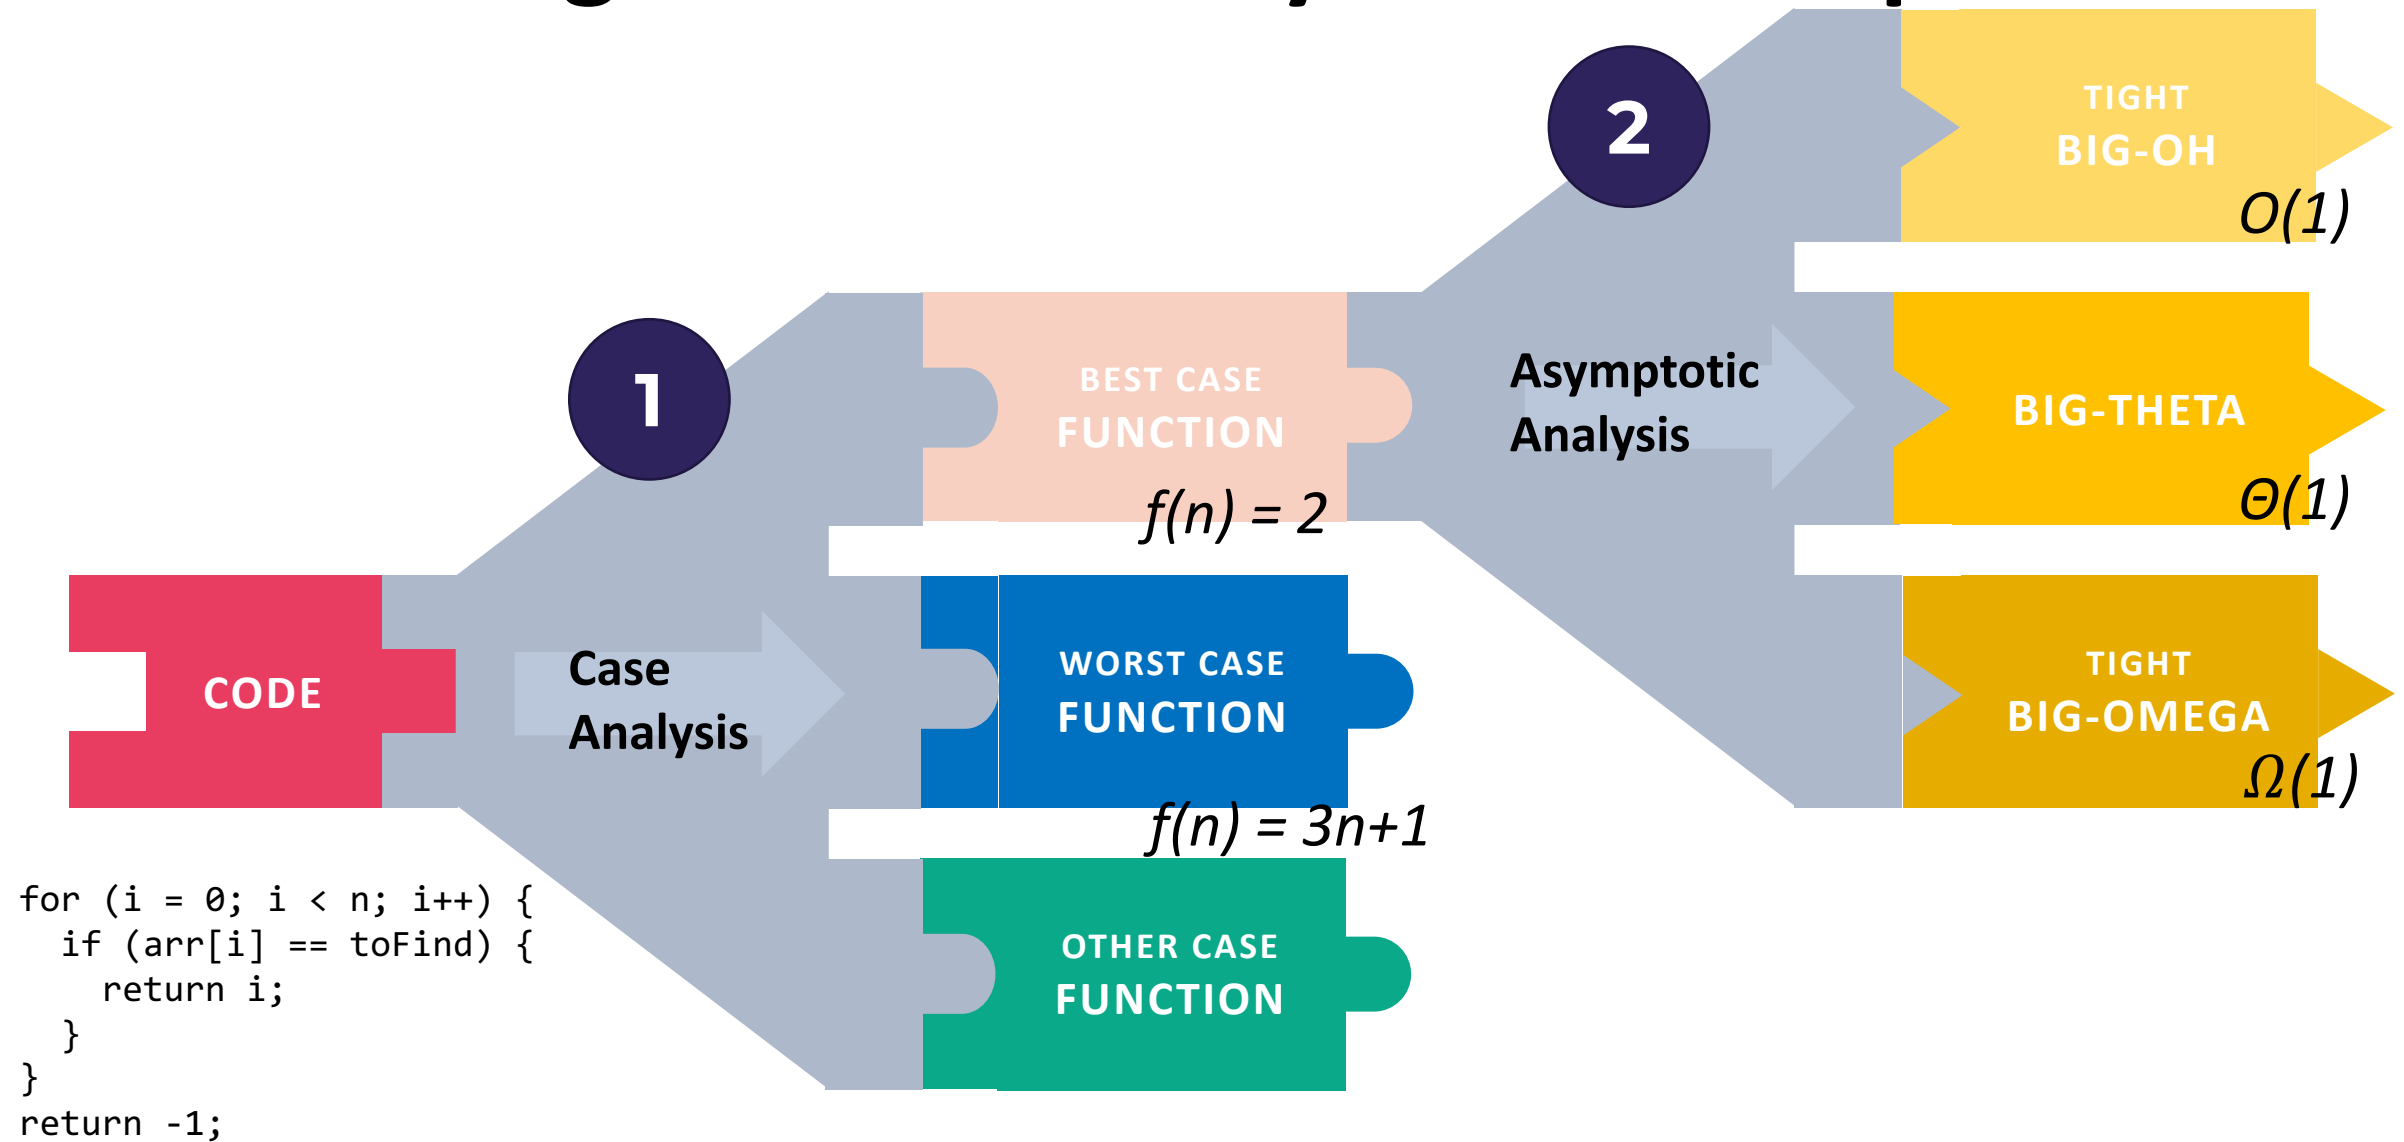 1
2
CODE
Case
Analysis
BEST CASE
FUNCTION
f(n) = 2
WORST CASE
FUNCTION
f(n) = 3n+1
OTHER CASE
FUNCTION
Asymptotic
Analysis
TIGHT
BIG-OH
O(1)
BIG-THETA
Θ(1)
TIGHT
BIG-OMEGA
Ω(1)
for (i = 0; i < n; i++) {
  if (arr[i] == toFind) {
    return i;
  }
}
return -1;